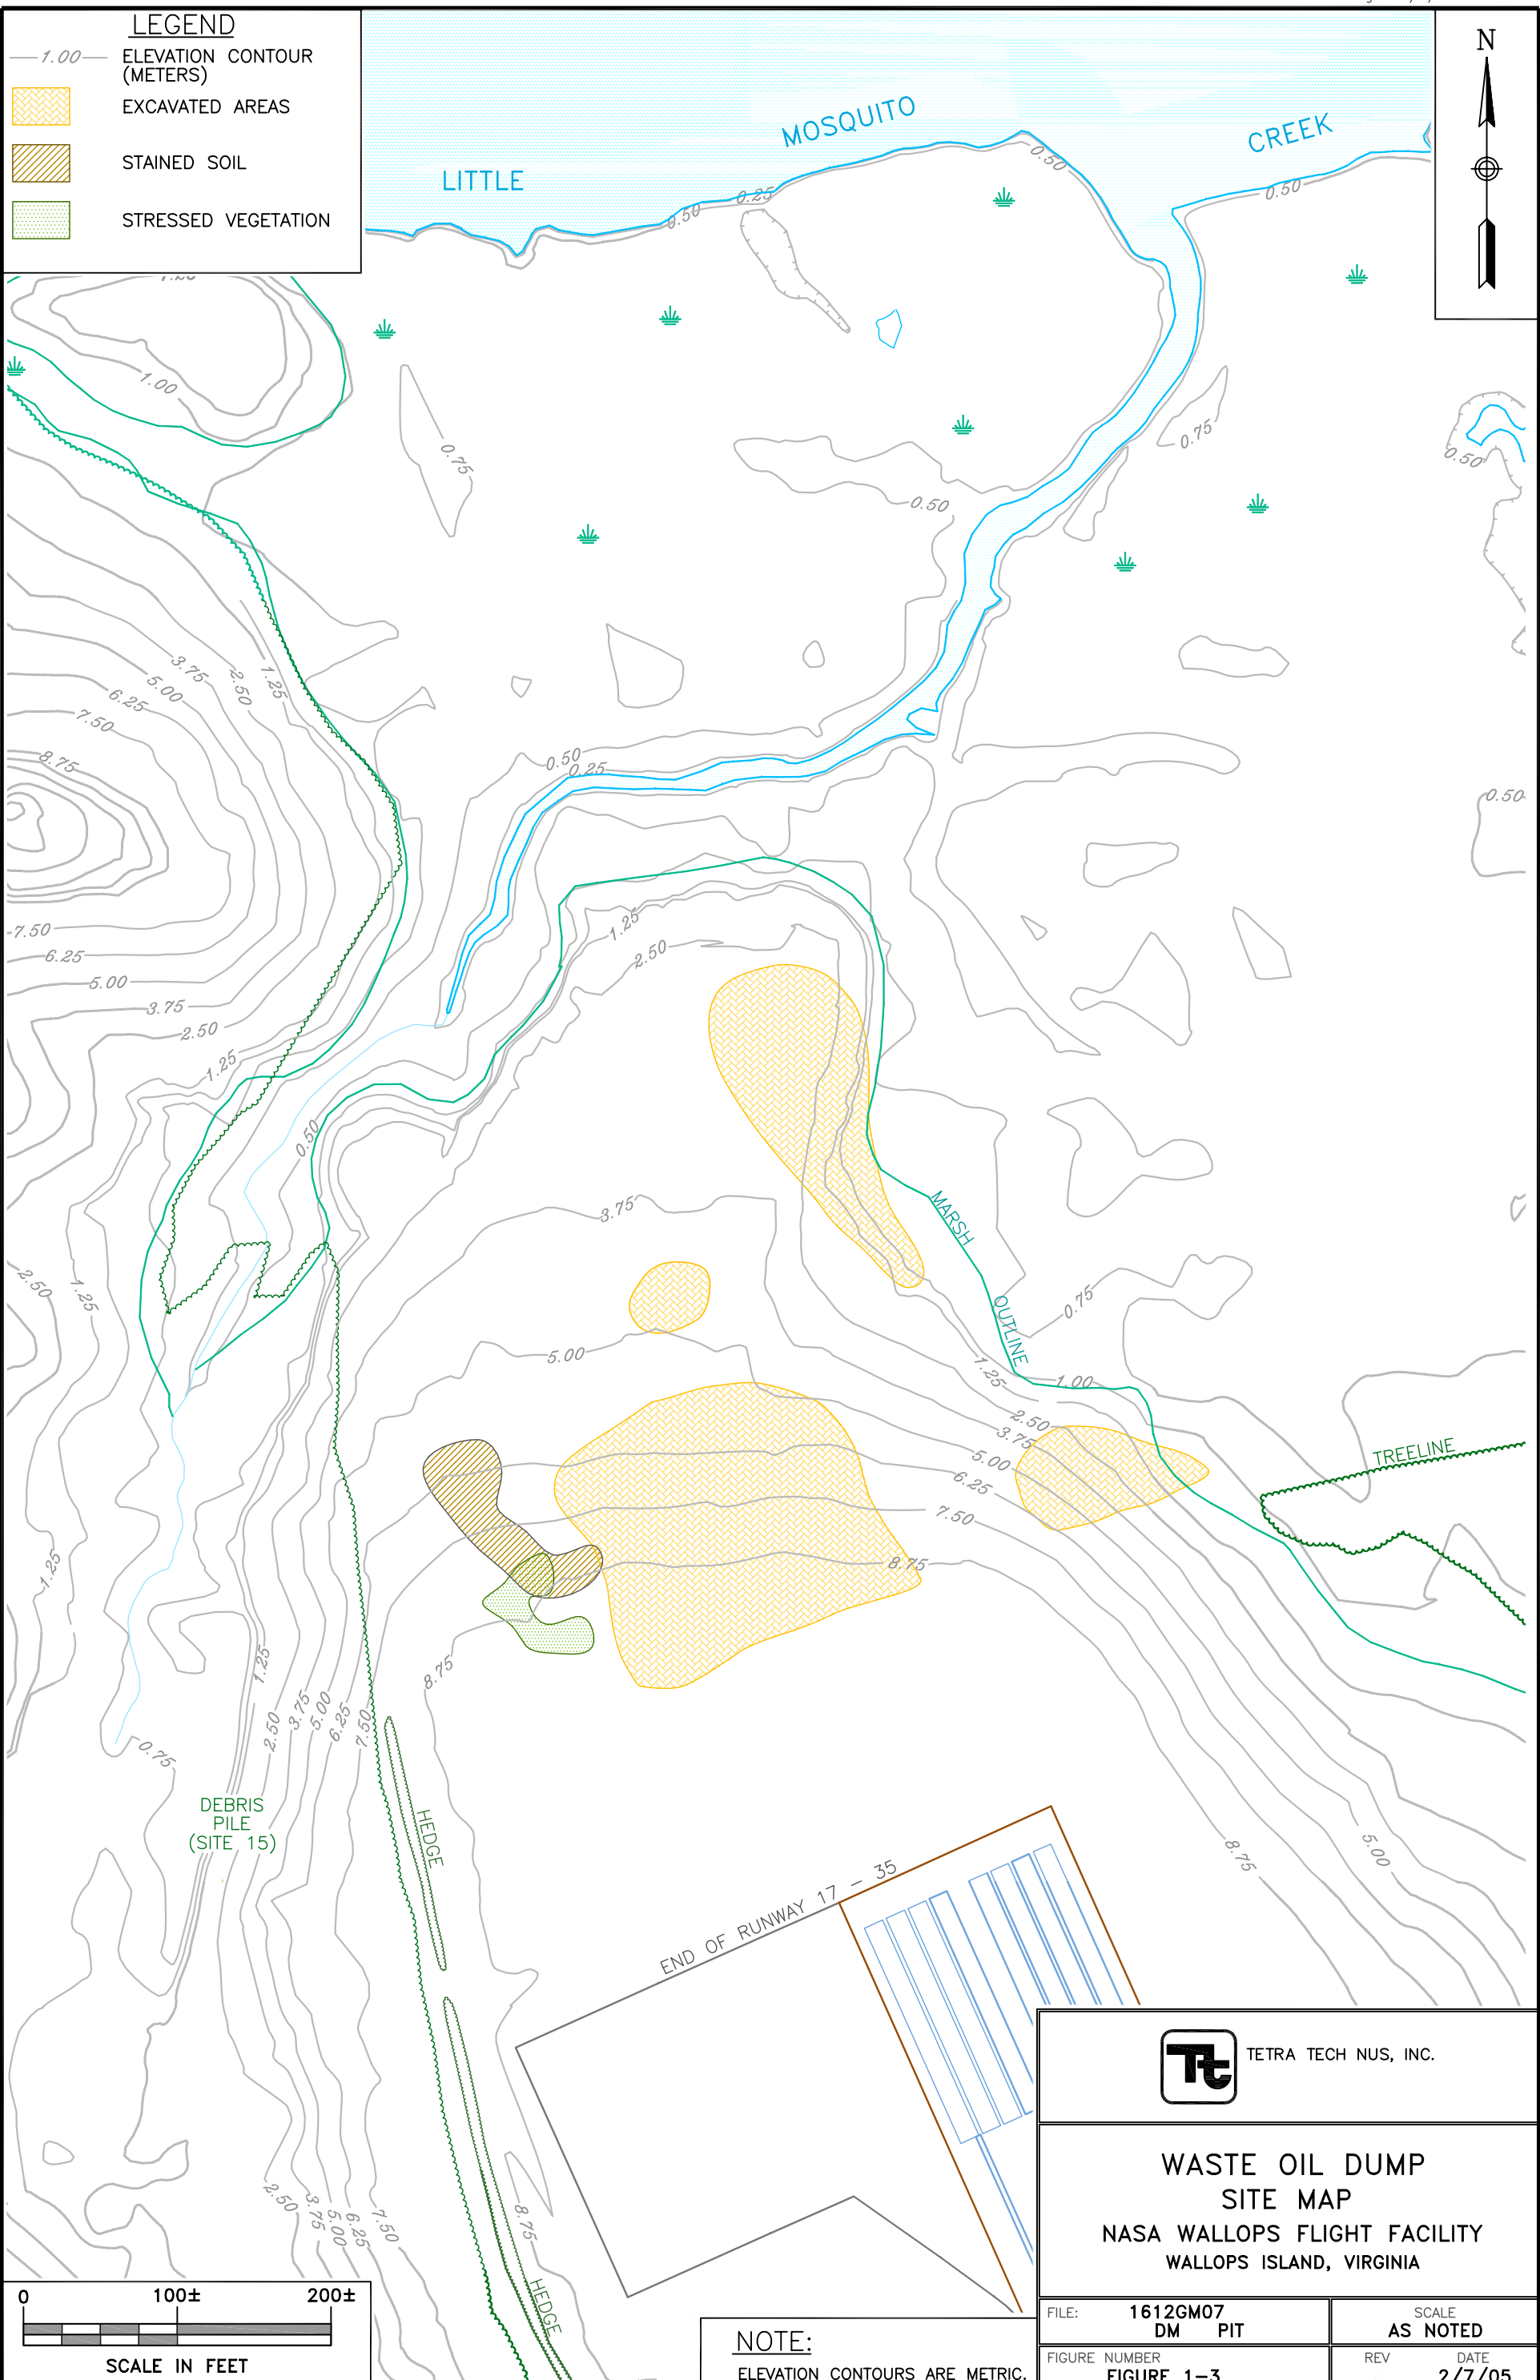 LEGEND
1.00
ELEVATION CONTOUR
(METERS)
EXCAVATED AREAS
STAINED SOIL
STRESSED VEGETATION
N
LITTLE
MOSQUITO
CREEK
0.50
0.50
0.25
0.50
1.00
0.75
0.75
0.50
0.50
3.75
2.50
1.25
5.00
6.25
7.50
8.75
0.50
0.25
0.50
7.50
6.25
5.00
3.75
2.50
1.25
1.25
2.50
0.50
3.75
MARSH
OUTLINE
2.50
1.25
0.75
5.00
1.25
1.00
2.50
3.75
5.00
6.25
7.50
8.75
TREELINE
1.25
8.75
1.25
2.50
3.75
5.00
6.25
7.50
0.75
DEBRIS
PILE
(SITE 15)
HEDGE
8.75
5.00
END OF RUNWAY 17 - 35
2.50
3.75
5.00
6.25
7.50
8.75
HEDGE
0 100± 200±
SCALE IN FEET
NOTE:
ELEVATION CONTOURS ARE METRIC.
Tt
TETRA TECH NUS, INC.
WASTE OIL DUMP
SITE MAP
NASA WALLOPS FLIGHT FACILITY
WALLOPS ISLAND, VIRGINIA
FILE: 1612GM07
DM PIT
SCALE
AS NOTED
FIGURE NUMBER
FIGURE 1-3
REV DATE
2/7/05